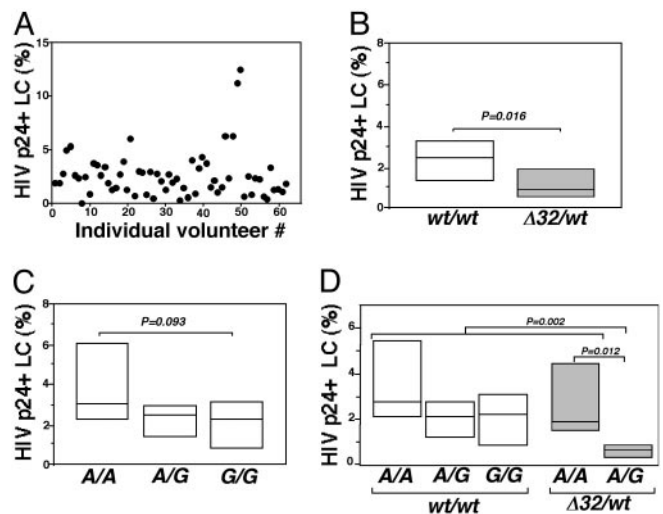 A
HIV p24+ LC (%)
15
10
5
0
0 10 20 30 40 50 60
Individual volunteer #
B
HIV p24+ LC (%)
8
6
4
2
0
P=0.016
wt/wt Δ32/wt
C
HIV p24+ LC (%)
8
6
4
2
0
P=0.093
A/A A/G G/G
D
HIV p24+ LC (%)
6
4
2
0
P=0.002
P=0.012
A/A A/G G/G A/A A/G
wt/wt Δ32/wt